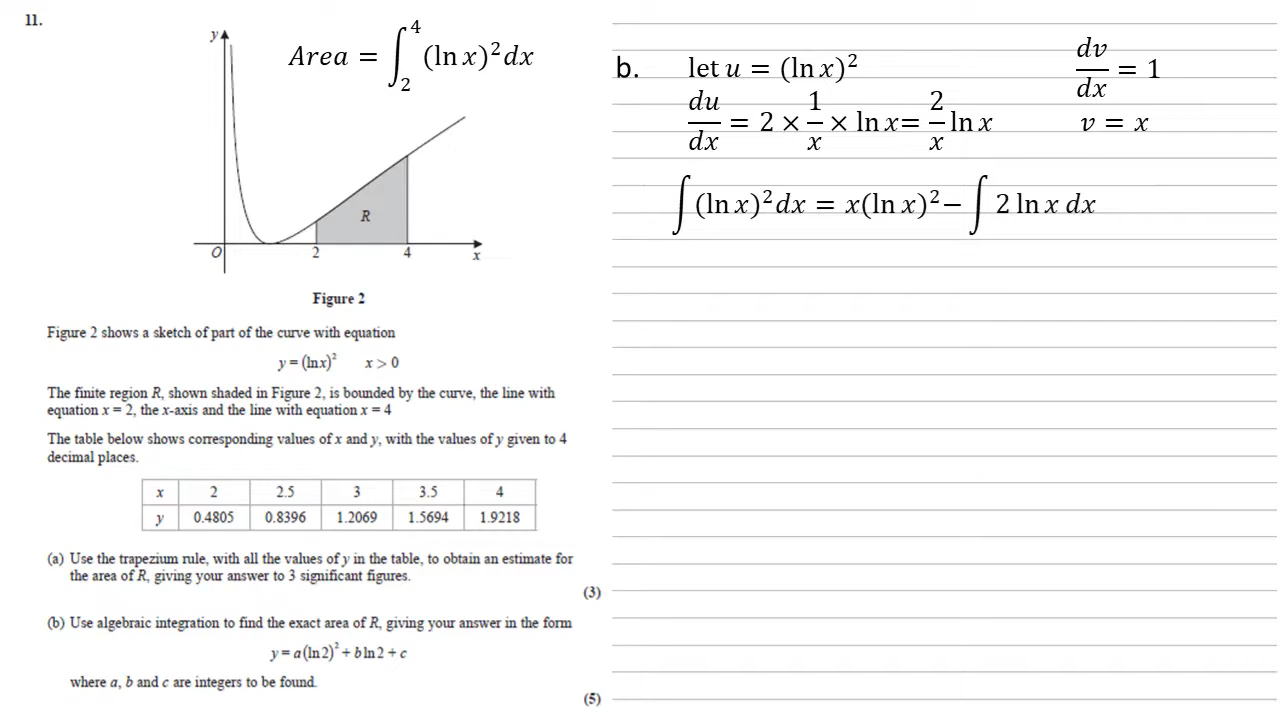 11.
y
Area = ∫₂⁴ (ln x)² dx
R
O
2
4
x
Figure 2
Figure 2 shows a sketch of part of the curve with equation
y = (lnx)² x > 0
The finite region R, shown shaded in Figure 2, is bounded by the curve, the line with
equation x = 2, the x-axis and the line with equation x = 4
The table below shows corresponding values of x and y, with the values of y given to 4
decimal places.
x 2 2.5 3 3.5 4
y 0.4805 0.8396 1.2069 1.5694 1.9218
(a) Use the trapezium rule, with all the values of y in the table, to obtain an estimate for
the area of R, giving your answer to 3 significant figures.
(3)
(b) Use algebraic integration to find the exact area of R, giving your answer in the form
y = a(ln2)² + bln2 + c
where a, b and c are integers to be found.
(5)
b. let u = (ln x)² dv/dx = 1
du/dx = 2 × 1/x × ln x = 2/x ln x v = x
∫ (ln x)² dx = x(ln x)² − ∫ 2 ln x dx